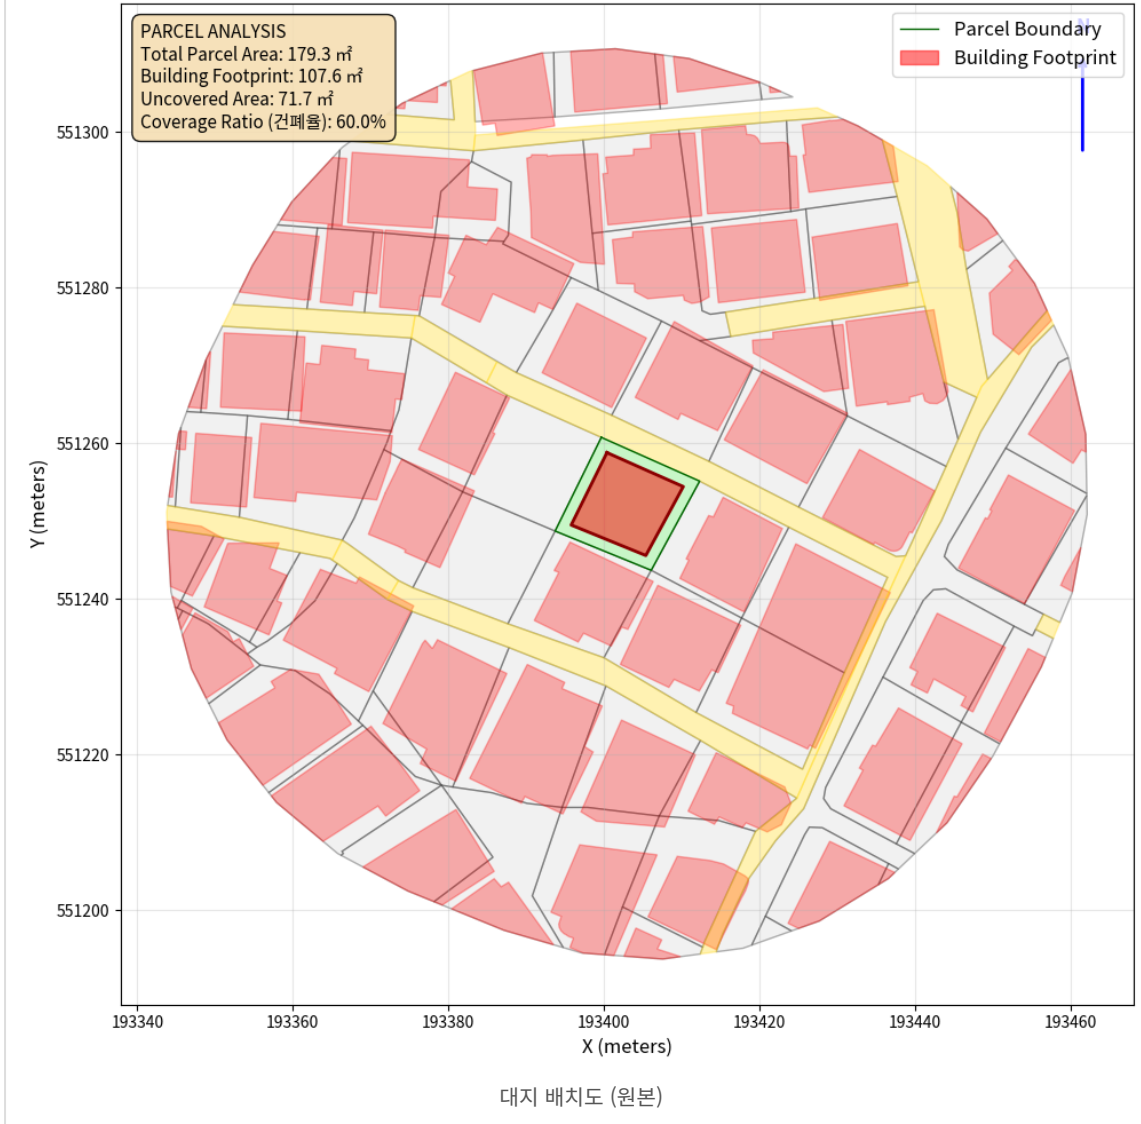 PARCEL ANALYSIS
Total Parcel Area: 179.3 ㎡
Building Footprint: 107.6 ㎡
Uncovered Area: 71.7 ㎡
Coverage Ratio (건폐율): 60.0%
N
Parcel Boundary
Building Footprint
551300
551280
551260
551240
551220
551200
Y (meters)
193340 193360 193380 193400 193420 193440 193460
X (meters)
대지 배치도 (원본)